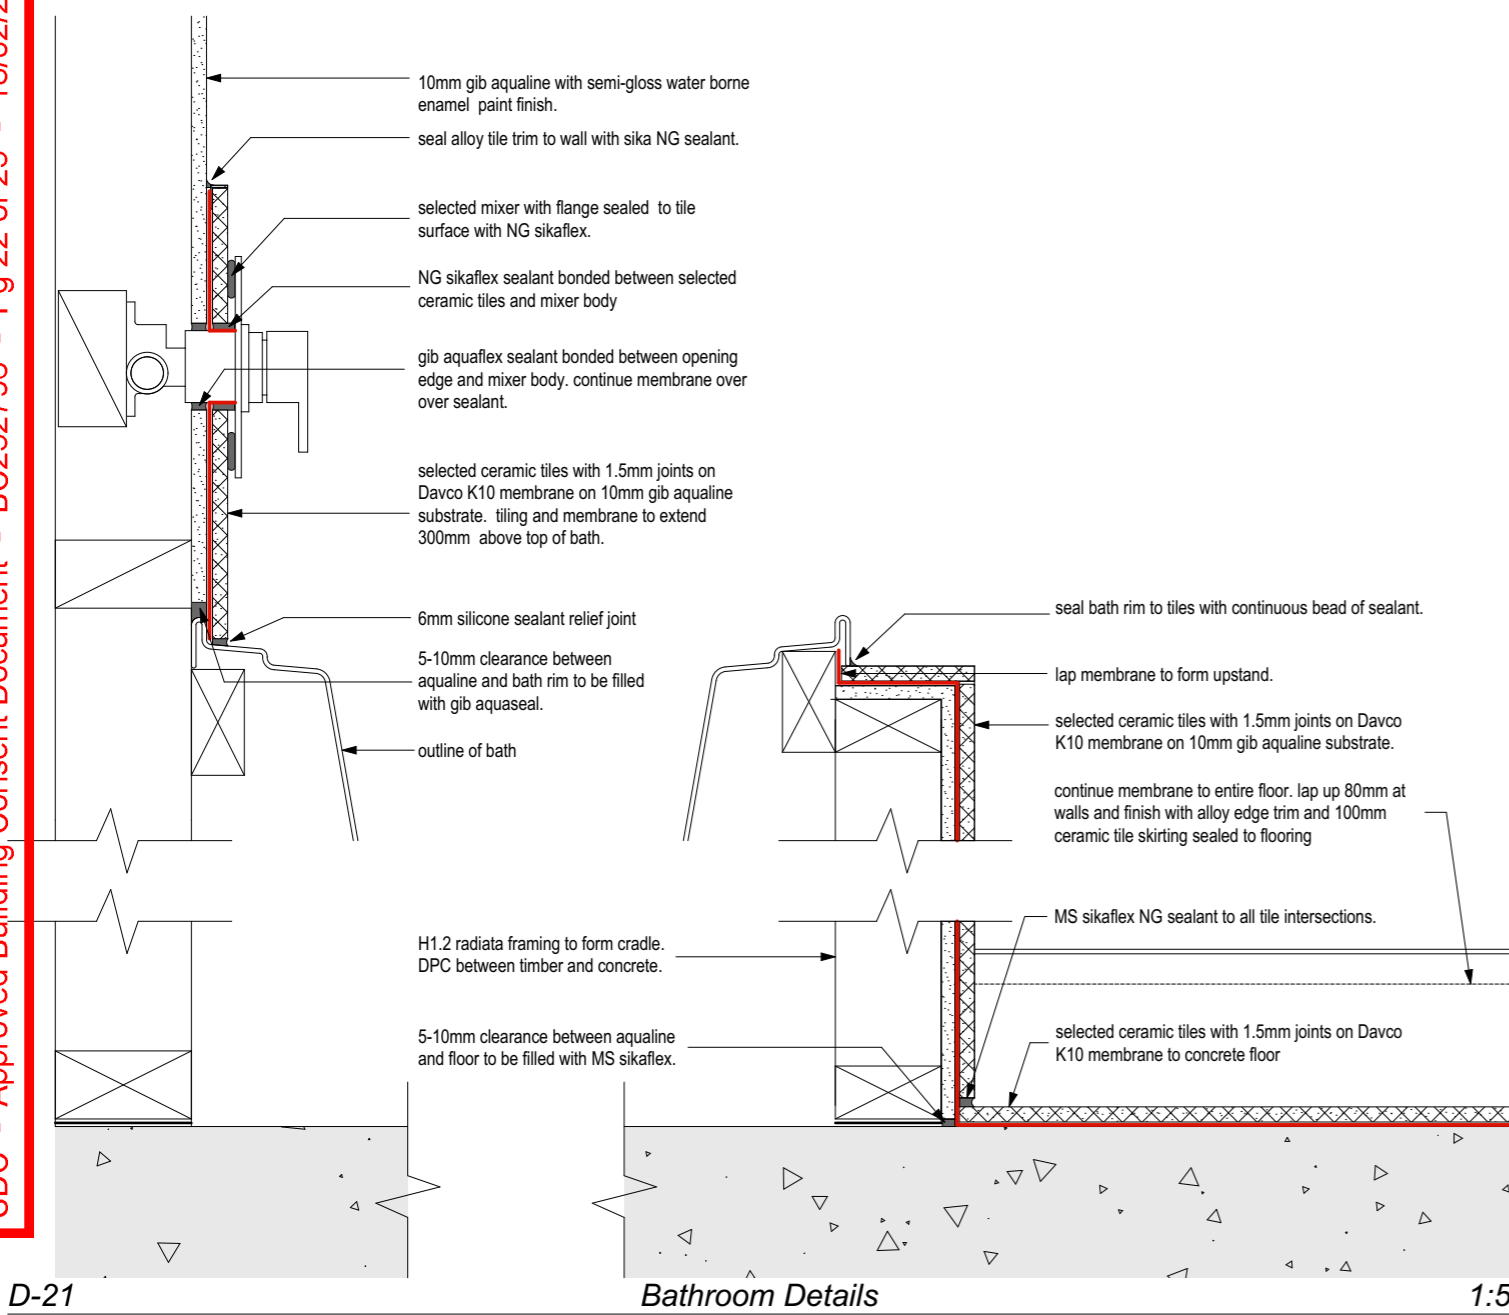 10mm gib aqualine with semi-gloss water borne
enamel paint finish.
seal alloy tile trim to wall with sika NG sealant.
selected mixer with flange sealed to tile
surface with NG sikaflex.
NG sikaflex sealant bonded between selected
ceramic tiles and mixer body
gib aquaflex sealant bonded between opening
edge and mixer body. continue membrane over
over sealant.
selected ceramic tiles with 1.5mm joints on
Davco K10 membrane on 10mm gib aqualine
substrate. tiling and membrane to extend
300mm above top of bath.
6mm silicone sealant relief joint
5-10mm clearance between
aqualine and bath rim to be filled
with gib aquaseal.
outline of bath
H1.2 radiata framing to form cradle.
DPC between timber and concrete.
5-10mm clearance between aqualine
and floor to be filled with MS sikaflex.
seal bath rim to tiles with continuous bead of sealant.
lap membrane to form upstand.
selected ceramic tiles with 1.5mm joints on Davco
K10 membrane on 10mm gib aqualine substrate.
continue membrane to entire floor. lap up 80mm at
walls and finish with alloy edge trim and 100mm
ceramic tile skirting sealed to flooring
MS sikaflex NG sealant to all tile intersections.
selected ceramic tiles with 1.5mm joints on Davco
K10 membrane to concrete floor
D-21
Bathroom Details
1:5
Approved Building Consent Document